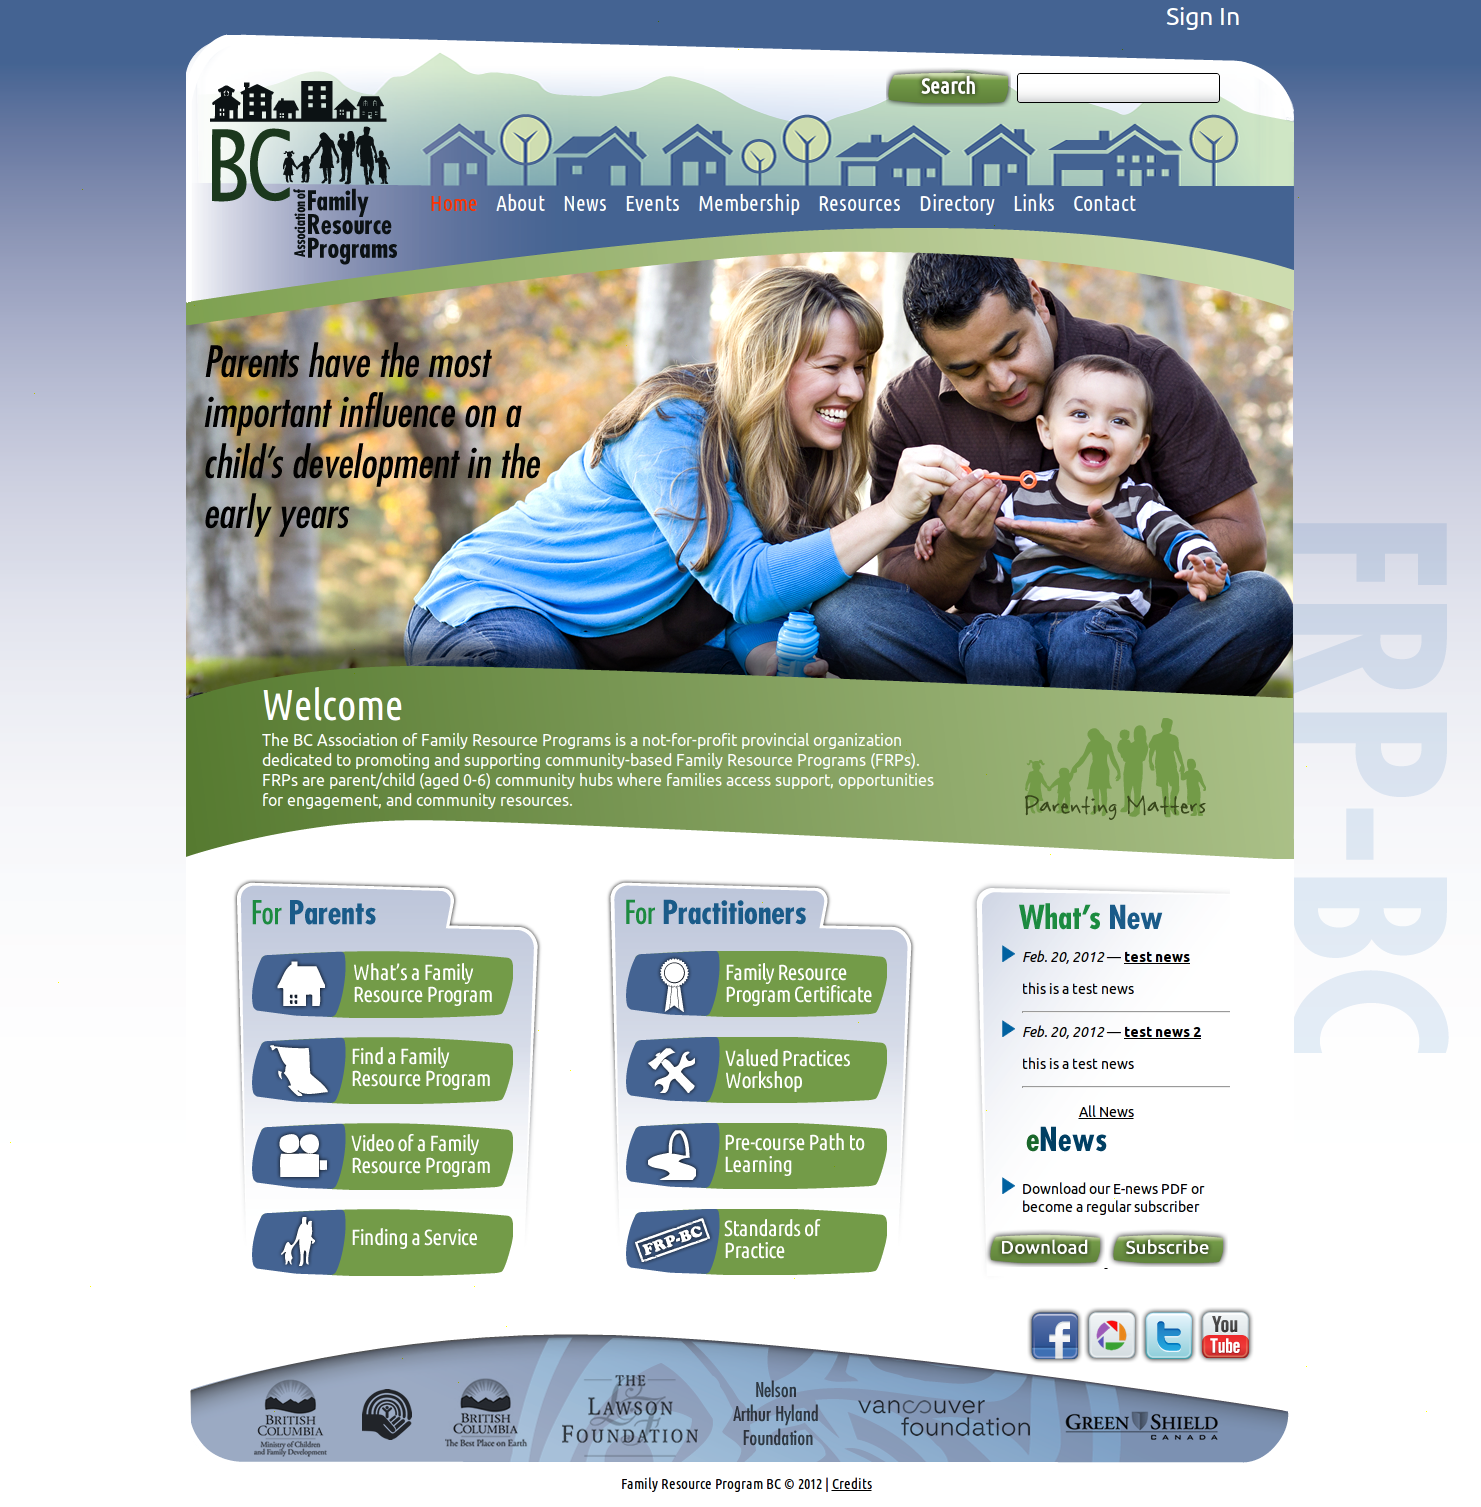 Sign In
Search
BC
Association of
Family
Resource
Programs
Home About News Events Membership Resources Directory Links Contact
Parents have the most
important influence on a
child's development in the
early years
Welcome
The BC Association of Family Resource Programs is a not-for-profit provincial organization
dedicated to promoting and supporting community-based Family Resource Programs (FRPs).
FRPs are parent/child (aged 0-6) community hubs where families access support, opportunities
for engagement, and community resources.
Parenting Matters
FRP-BC
For Parents
What's a Family
Resource Program
Find a Family
Resource Program
Video of a Family
Resource Program
Finding a Service
For Practitioners
Family Resource
Program Certificate
Valued Practices
Workshop
Pre-course Path to
Learning
FRP-BC
Standards of
Practice
What's New
Feb. 20, 2012 — test news
this is a test news
Feb. 20, 2012 — test news 2
this is a test news
All News
eNews
Download our E-news PDF or
become a regular subscriber
Download Subscribe
You
Tube
BRITISH
COLUMBIA
Ministry of Children
and Family Development
BRITISH
COLUMBIA
The Best Place on Earth
THE
LAWSON
FOUNDATION
Nelson
Arthur Hyland
Foundation
vancouver
foundation
GREEN SHIELD
CANADA
Family Resource Program BC © 2012 | Credits